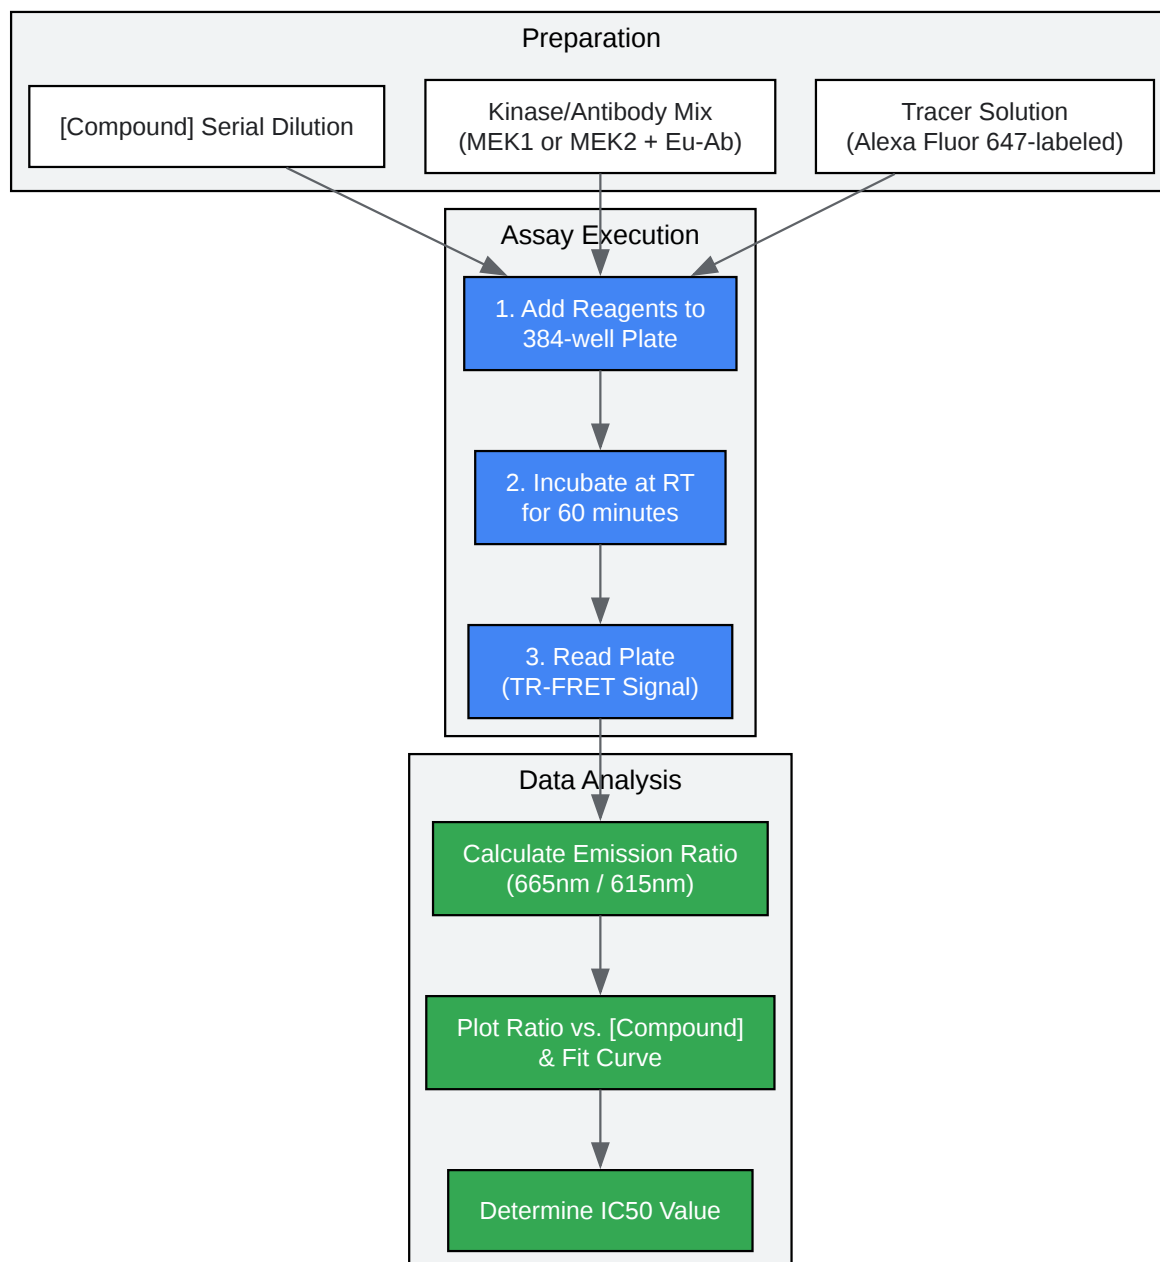 Preparation
[Compound] Serial Dilution
Kinase/Antibody Mix
(MEK1 or MEK2 + Eu-Ab)
Tracer Solution
(Alexa Fluor 647-labeled)
Assay Execution
1. Add Reagents to
384-well Plate
2. Incubate at RT
for 60 minutes
3. Read Plate
(TR-FRET Signal)
Data Analysis
Calculate Emission Ratio
(665nm / 615nm)
Plot Ratio vs. [Compound]
& Fit Curve
Determine IC50 Value